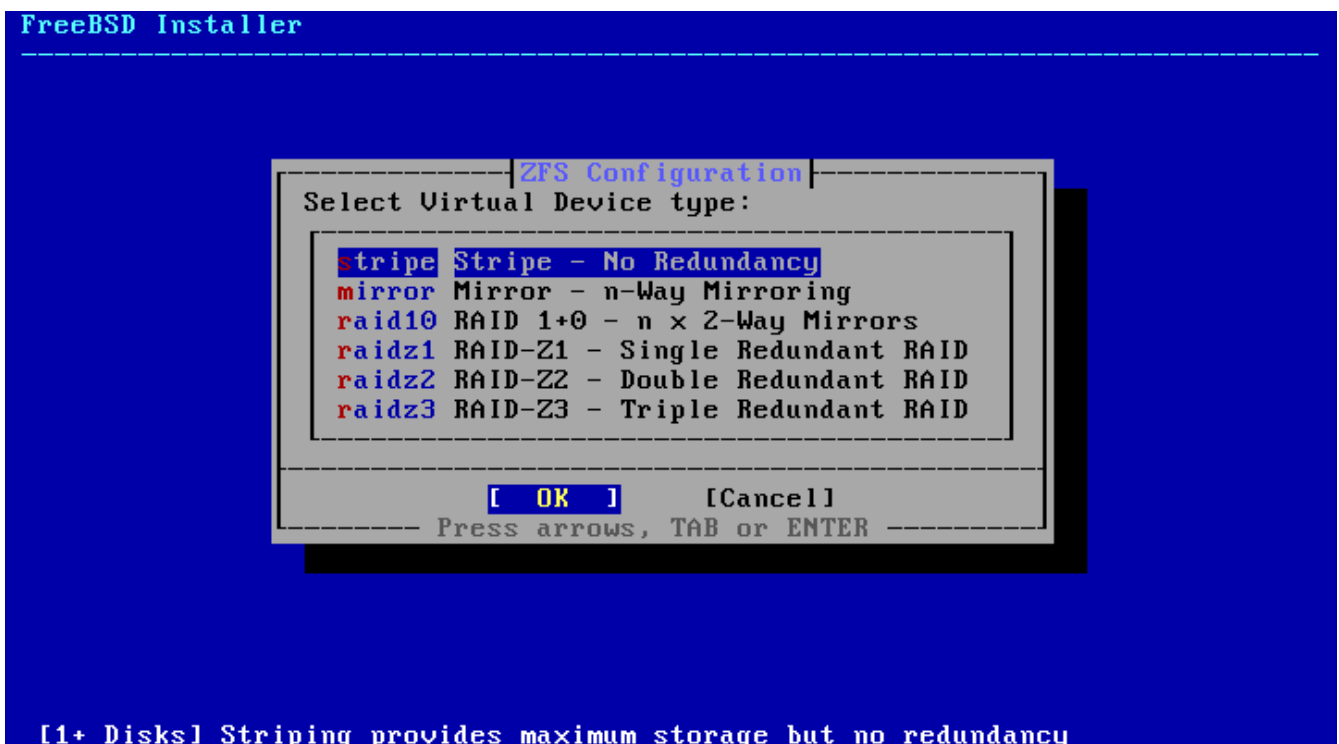 FreeBSD Installer
ZFS Configuration
Select Virtual Device type:
stripe Stripe - No Redundancy
mirror Mirror - n-Way Mirroring
raid10 RAID 1+0 - n x 2-Way Mirrors
raidz1 RAID-Z1 - Single Redundant RAID
raidz2 RAID-Z2 - Double Redundant RAID
raidz3 RAID-Z3 - Triple Redundant RAID
[ OK ] [Cancel]
Press arrows, TAB or ENTER
[1+ Disks] Striping provides maximum storage but no redundancy